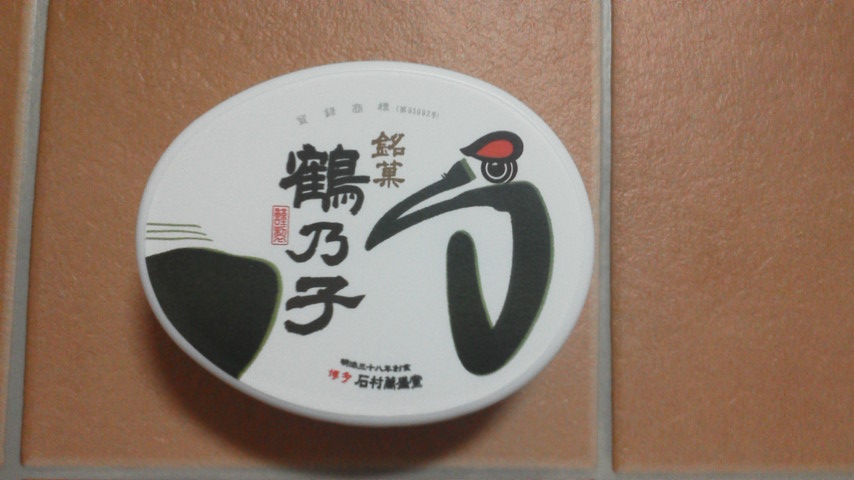 登録商標
銘菓
鶴乃子
明治三十八年創業
博多 石村萬盛堂